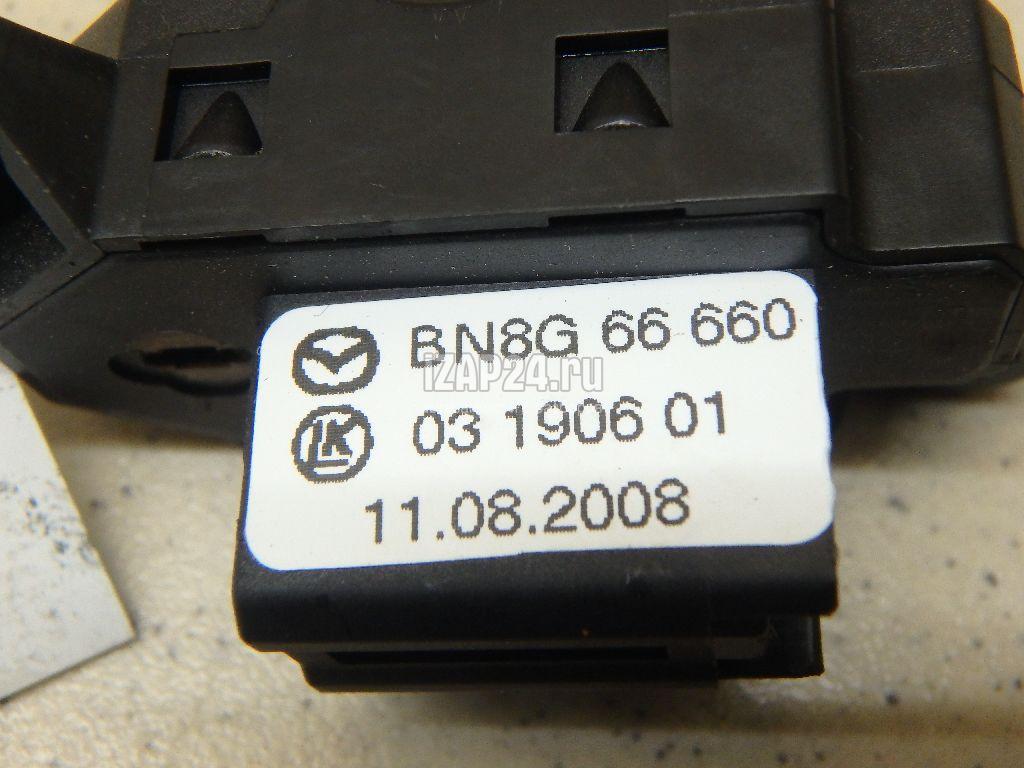 BN8G 66 660
iZAP24.ru
LK 03 1906 01
11.08.2008